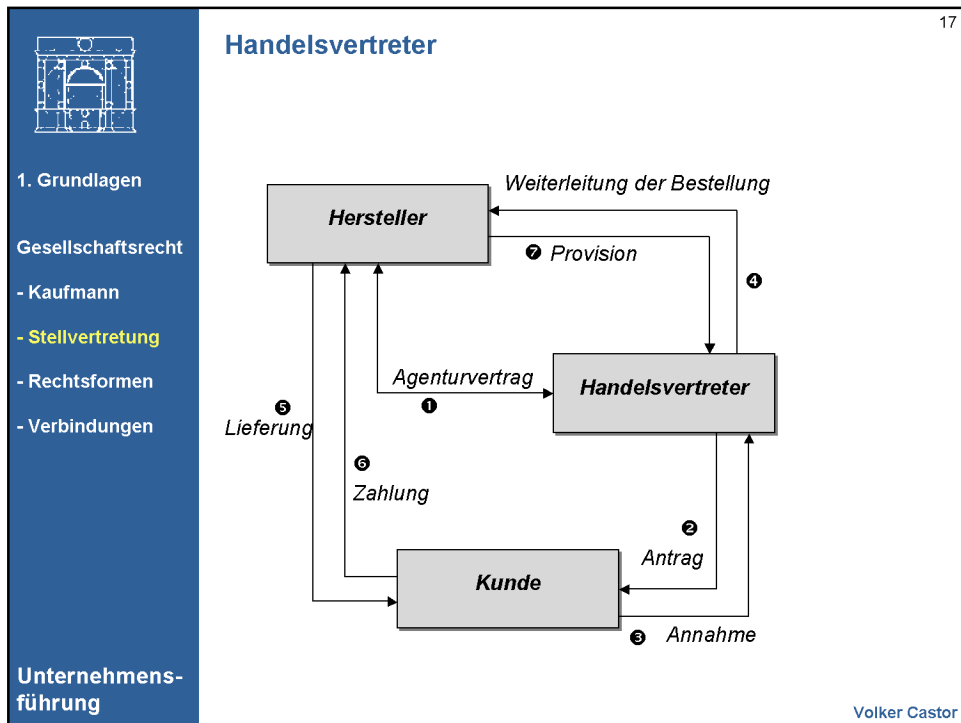 17
Handelsvertreter
1. Grundlagen
Gesellschaftsrecht
- Kaufmann
- Stellvertretung
- Rechtsformen
- Verbindungen
Unternehmens-
führung
Weiterleitung der Bestellung
Hersteller
❼ Provision
❹
Agenturvertrag
❶
Handelsvertreter
❺
Lieferung
❻
Zahlung
❷
Antrag
Kunde
❸ Annahme
Volker Castor